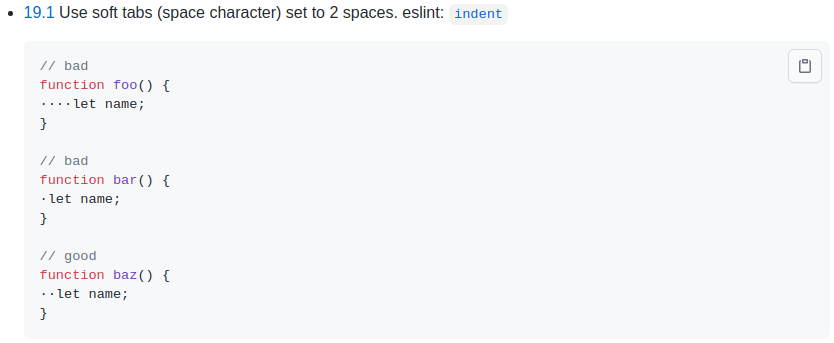 • 19.1 Use soft tabs (space character) set to 2 spaces. eslint: indent
// bad
function foo() {
····let name;
}
// bad
function bar() {
·let name;
}
// good
function baz() {
··let name;
}